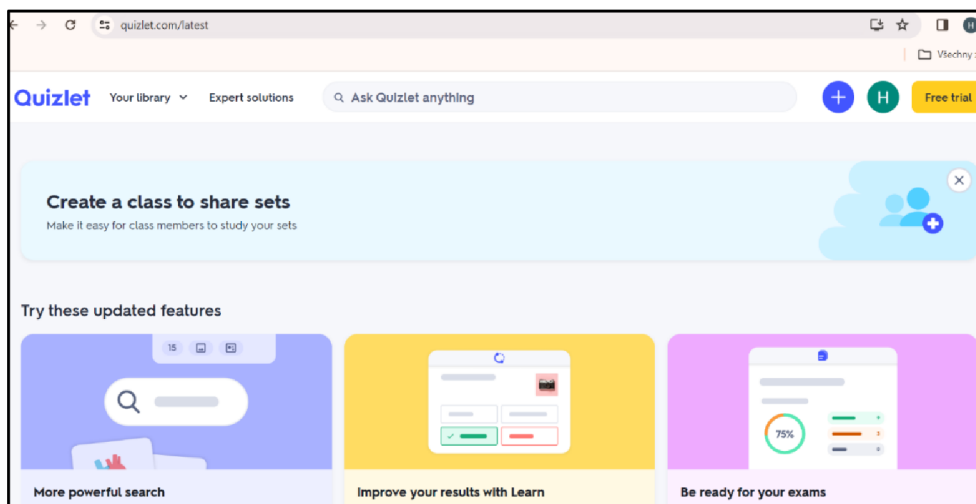 quizlet.com/latest
H
Všechny
Quizlet Your library Expert solutions Ask Quizlet anything H Free trial
Create a class to share sets
Make it easy for class members to study your sets
Try these updated features
15
75%
More powerful search Improve your results with Learn Be ready for your exams